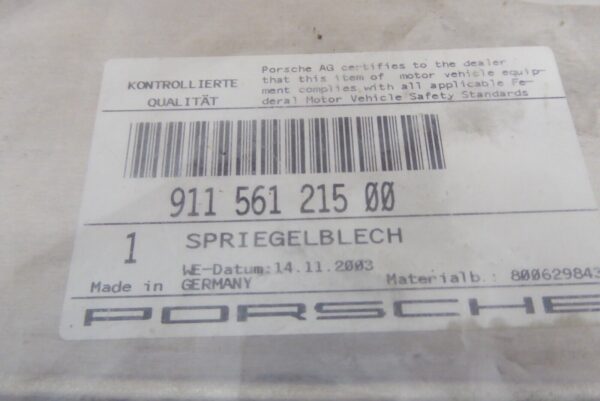 KONTROLLIERTE
QUALITÄT
Porsche AG certifies to the dealer
that this item of motor vehicle equip-
ment complies with all applicable Fe-
deral Motor Vehicle Safety Standards
911 561 215 00
1 SPRIEGELBLECH
WE-Datum:14.11.2003
Made in GERMANY Materialb.: 800629843
PORSCHE